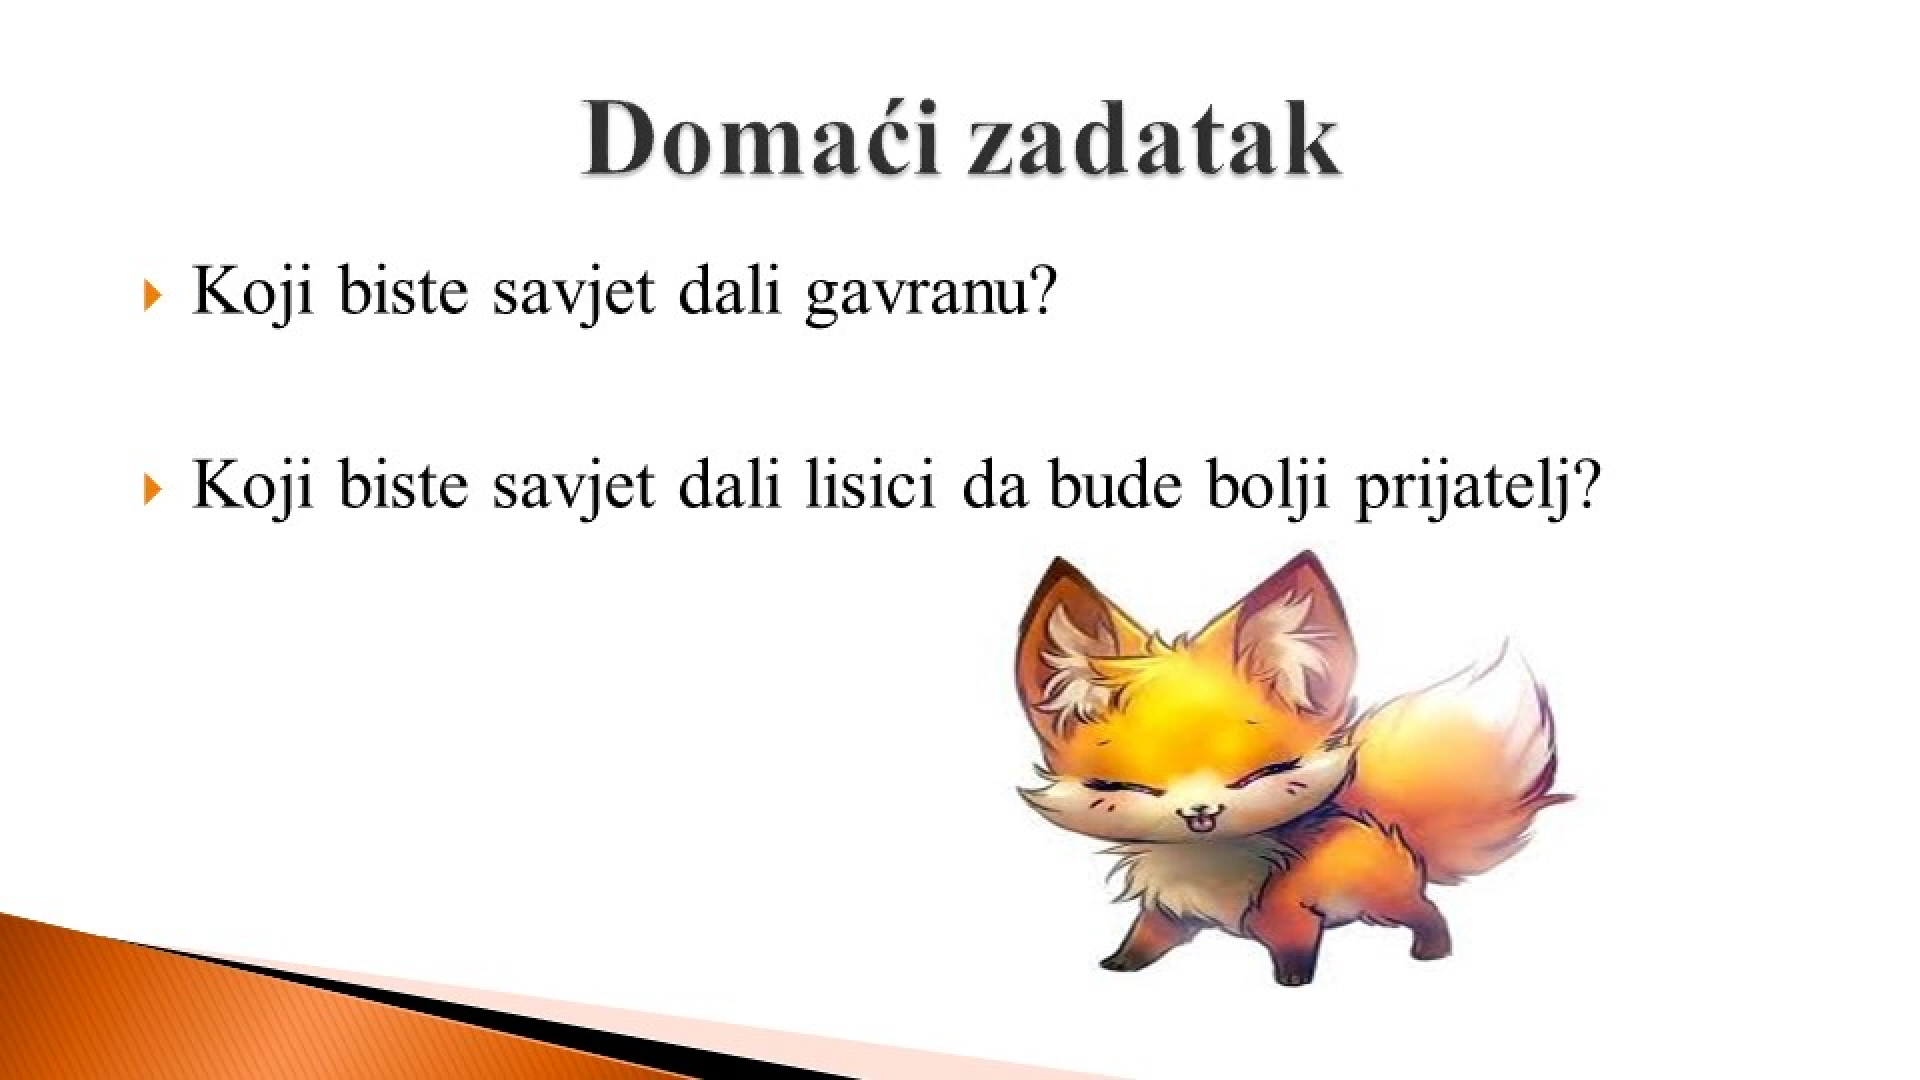 Domaći zadatak
Koji biste savjet dali gavranu?
Koji biste savjet dali lisici da bude bolji prijatelj?